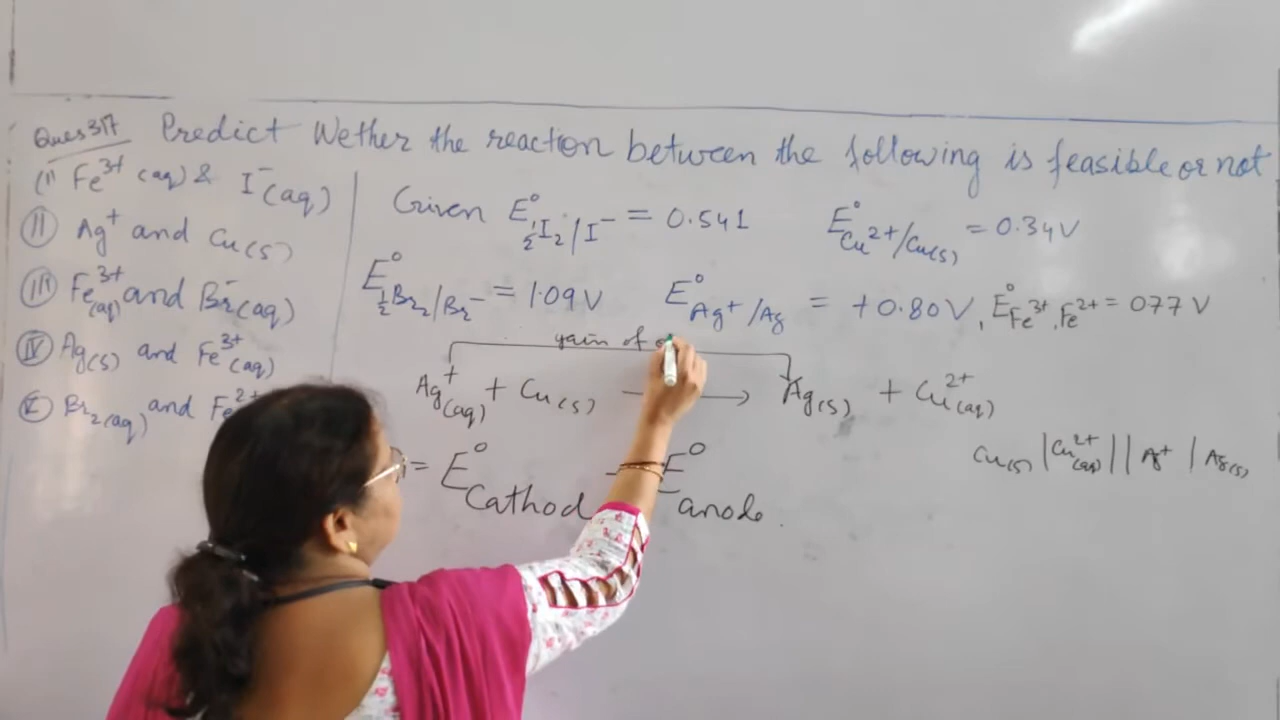 Ques 3.17 Predict Wether the reaction between the following is feasible or not
(i) Fe³⁺(aq) & I⁻(aq)
(II) Ag⁺ and Cu(s)
(III) Fe³⁺(aq) and Br⁻(aq)
(IV) Ag(s) and Fe³⁺(aq)
Br₂(aq) and Fe²⁺
Given E°½I₂/I⁻ = 0.541 E°Cu²⁺/Cu(s) = 0.34V
E°½Br₂/Br⁻ = 1.09V E°Ag⁺/Ag = +0.80V, E°Fe³⁺,Fe²⁺ = 077 V
gain of
Ag⁺(aq) + Cu(s) → Ag(s) + Cu²⁺(aq)
Cu(s) | Cu²⁺(aq) || Ag⁺ | Ag(s)
= E°Cathod - E°anode.